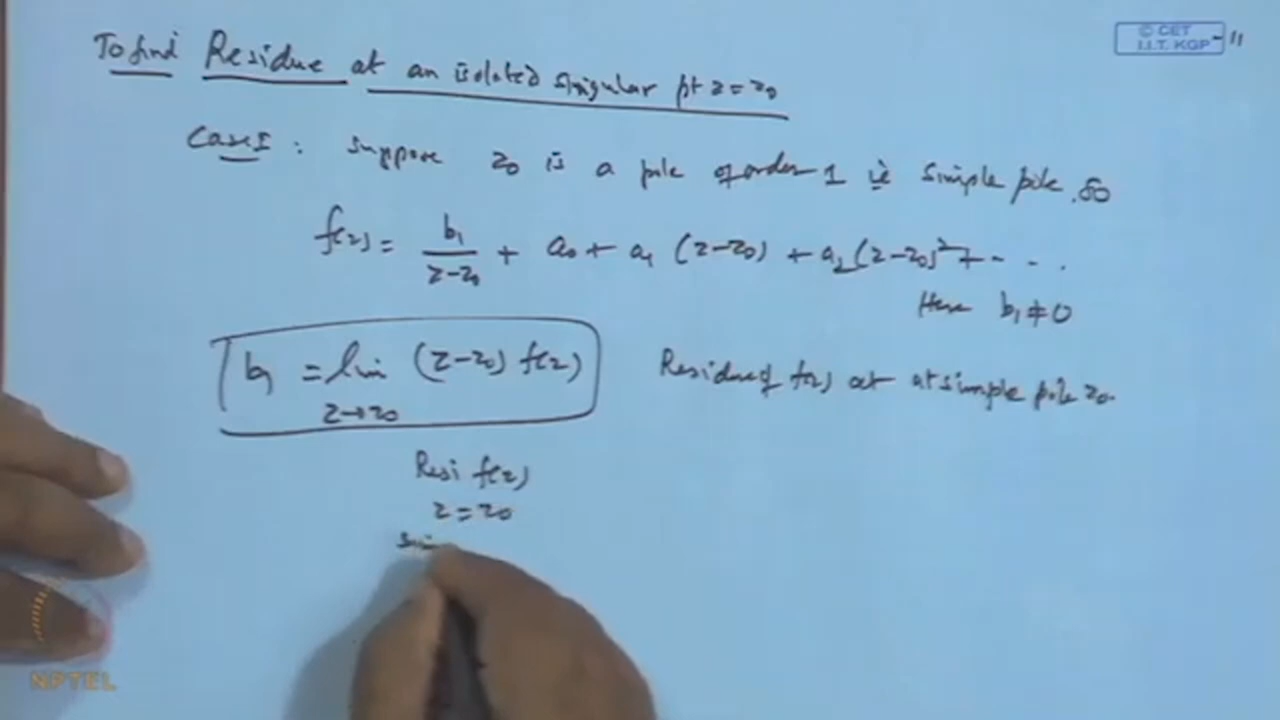 © CET
I.I.T. KGP -11
To find Residue at an isolated singular pt z = z₀
Case I : Suppose z₀ is a pole of order 1 ie simple pole, So
f(z) = b₁/(z-z₀) + a₀ + a₁ (z-z₀) + a₂ (z-z₀)² + - - .
Here b₁ ≠ 0
b₁ = lim (z-z₀) f(z)
z→z₀
Residue of f(z) at at simple pole z₀.
Resi f(z)
z = z₀
NPTEL